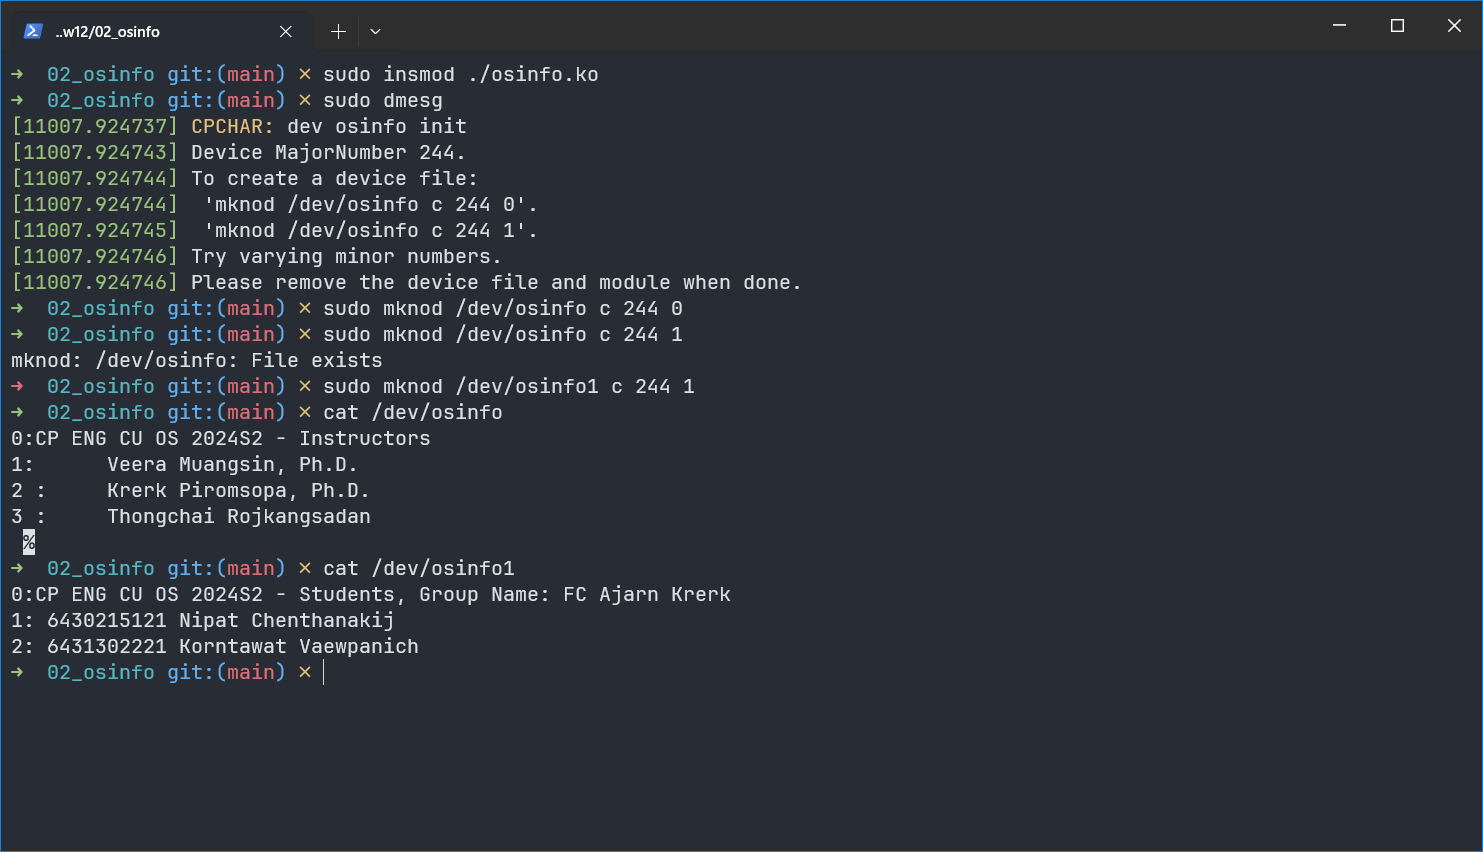 ..w12/02_osinfo
➜  02_osinfo git:(main) ✗ sudo insmod ./osinfo.ko
➜  02_osinfo git:(main) ✗ sudo dmesg
[11007.924737] CPCHAR: dev osinfo init
[11007.924743] Device MajorNumber 244.
[11007.924744] To create a device file:
[11007.924744]  'mknod /dev/osinfo c 244 0'.
[11007.924745]  'mknod /dev/osinfo c 244 1'.
[11007.924746] Try varying minor numbers.
[11007.924746] Please remove the device file and module when done.
➜  02_osinfo git:(main) ✗ sudo mknod /dev/osinfo c 244 0
➜  02_osinfo git:(main) ✗ sudo mknod /dev/osinfo c 244 1
mknod: /dev/osinfo: File exists
➜  02_osinfo git:(main) ✗ sudo mknod /dev/osinfo1 c 244 1
➜  02_osinfo git:(main) ✗ cat /dev/osinfo
0:CP ENG CU OS 2024S2 - Instructors
1:      Veera Muangsin, Ph.D.
2 :     Krerk Piromsopa, Ph.D.
3 :     Thongchai Rojkangsadan
 %
➜  02_osinfo git:(main) ✗ cat /dev/osinfo1
0:CP ENG CU OS 2024S2 - Students, Group Name: FC Ajarn Krerk
1: 6430215121 Nipat Chenthanakij
2: 6431302221 Korntawat Vaewpanich
➜  02_osinfo git:(main) ✗